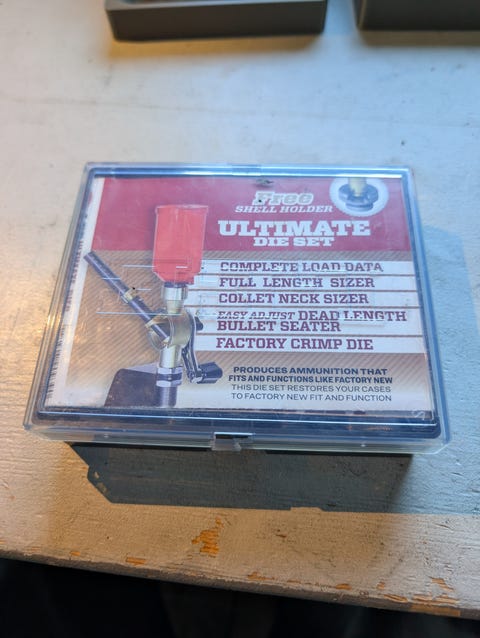 Free
SHELL HOLDER
ULTIMATE
DIE SET
COMPLETE LOAD DATA
FULL LENGTH SIZER
COLLET NECK SIZER
EASY ADJUST DEAD LENGTH
BULLET SEATER
FACTORY CRIMP DIE
PRODUCES AMMUNITION THAT
FITS AND FUNCTIONS LIKE FACTORY NEW
THIS DIE SET RESTORES YOUR CASES
TO FACTORY NEW FIT AND FUNCTION